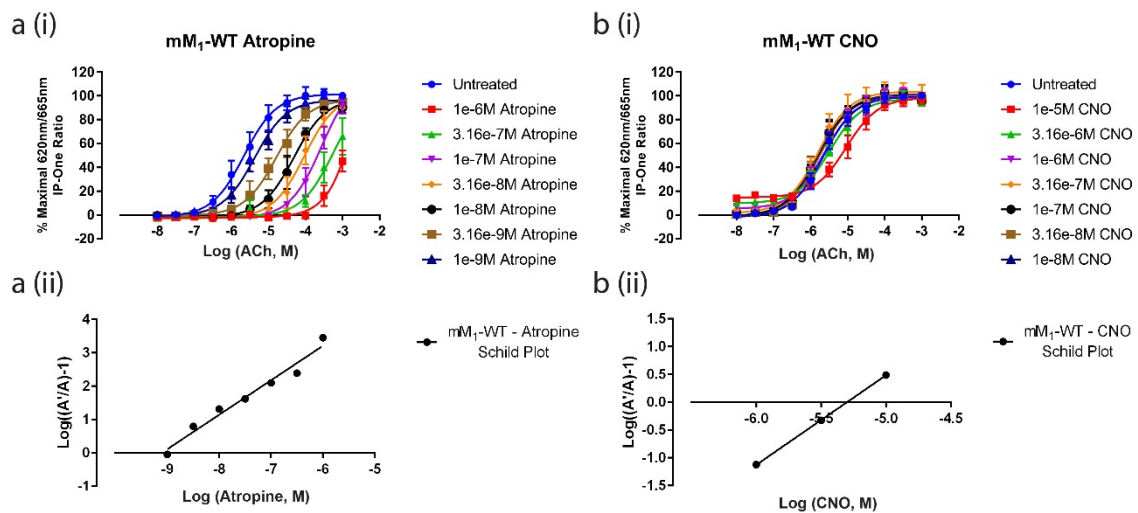 a (i)
mM₁-WT Atropine
% Maximal 620nm/665nm
IP-One Ratio
120
100
80
60
40
20
0
-20
-9
-8
-7
-6
-5
-4
-3
-2
Log (ACh, M)
Untreated
1e-6M Atropine
3.16e-7M Atropine
1e-7M Atropine
3.16e-8M Atropine
1e-8M Atropine
3.16e-9M Atropine
1e-9M Atropine
b (i)
mM₁-WT CNO
% Maximal 620nm/665nm
IP-One Ratio
120
100
80
60
40
20
0
-20
-9
-8
-7
-6
-5
-4
-3
-2
Log (ACh, M)
Untreated
1e-5M CNO
3.16e-6M CNO
1e-6M CNO
3.16e-7M CNO
1e-7M CNO
3.16e-8M CNO
1e-8M CNO
a (ii)
Log((A'/A)-1)
4
3
2
1
0
-1
-9
-8
-7
-6
-5
Log (Atropine, M)
mM₁-WT - Atropine
Schild Plot
b (ii)
Log((A'/A)-1)
1.5
1.0
0.5
0.0
-0.5
-1.0
-1.5
-6.0
-5.5
-5.0
-4.5
Log (CNO, M)
mM₁-WT - CNO
Schild Plot